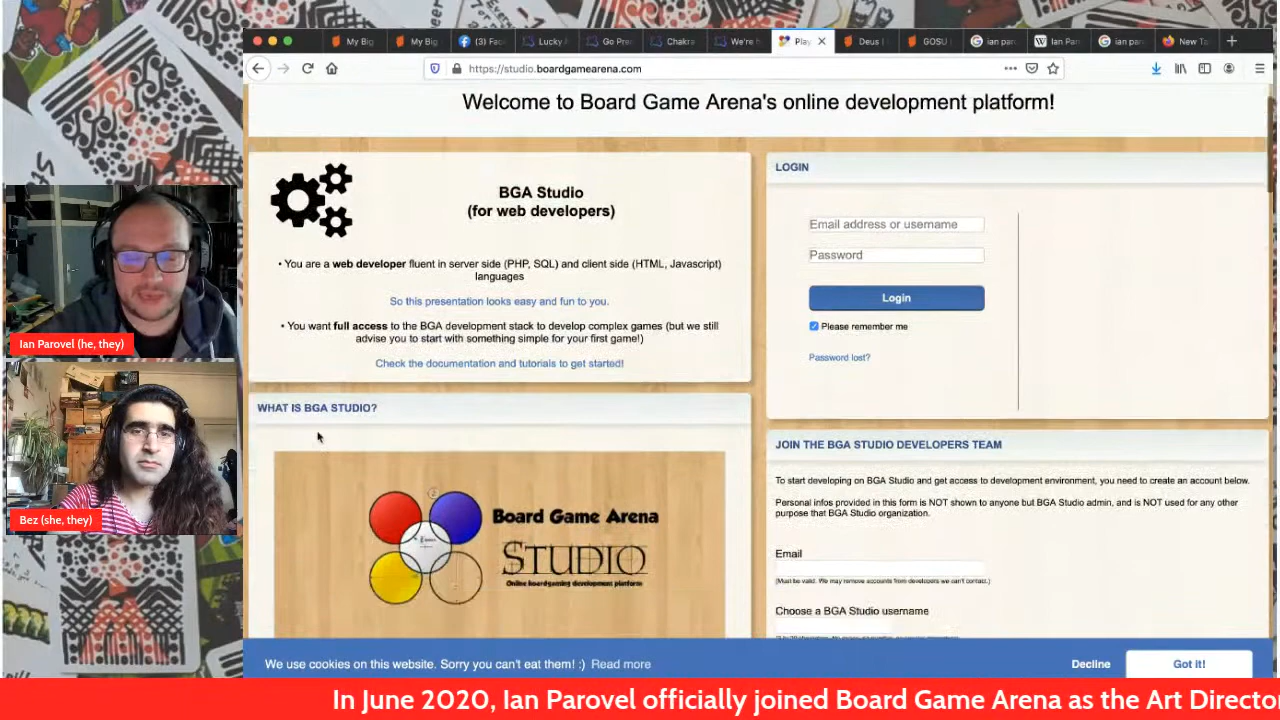 My Big
My Big
(3) Fac
Lucky
Go Pre
Chakra
We're h
Play
Deus |
GOSU |
ian par
Ian Par
ian par
New Ta
https://studio.boardgamearena.com
Welcome to Board Game Arena's online development platform!
BGA Studio
(for web developers)
• You are a web developer fluent in server side (PHP, SQL) and client side (HTML, Javascript)
languages
So this presentation looks easy and fun to you.
• You want full access to the BGA development stack to develop complex games (but we still
advise you to start with something simple for your first game!)
Check the documentation and tutorials to get started!
WHAT IS BGA STUDIO?
Board Game Arena
STUDIO
Online boardgaming development platform
LOGIN
Email address or username
Password
Login
Please remember me
Password lost?
JOIN THE BGA STUDIO DEVELOPERS TEAM
To start developing on BGA Studio and get access to development environment, you need to create an account below.
Personal infos provided in this form is NOT shown to anyone but BGA Studio admin, and is NOT used for any other
purpose that BGA Studio organization.
Email
(Must be valid. We may remove accounts from developers we can't contact.)
Choose a BGA Studio username
We use cookies on this website. Sorry you can't eat them! :) Read more
Decline
Got it!
Ian Parovel (he, they)
Bez (she, they)
In June 2020, Ian Parovel officially joined Board Game Arena as the Art Directo